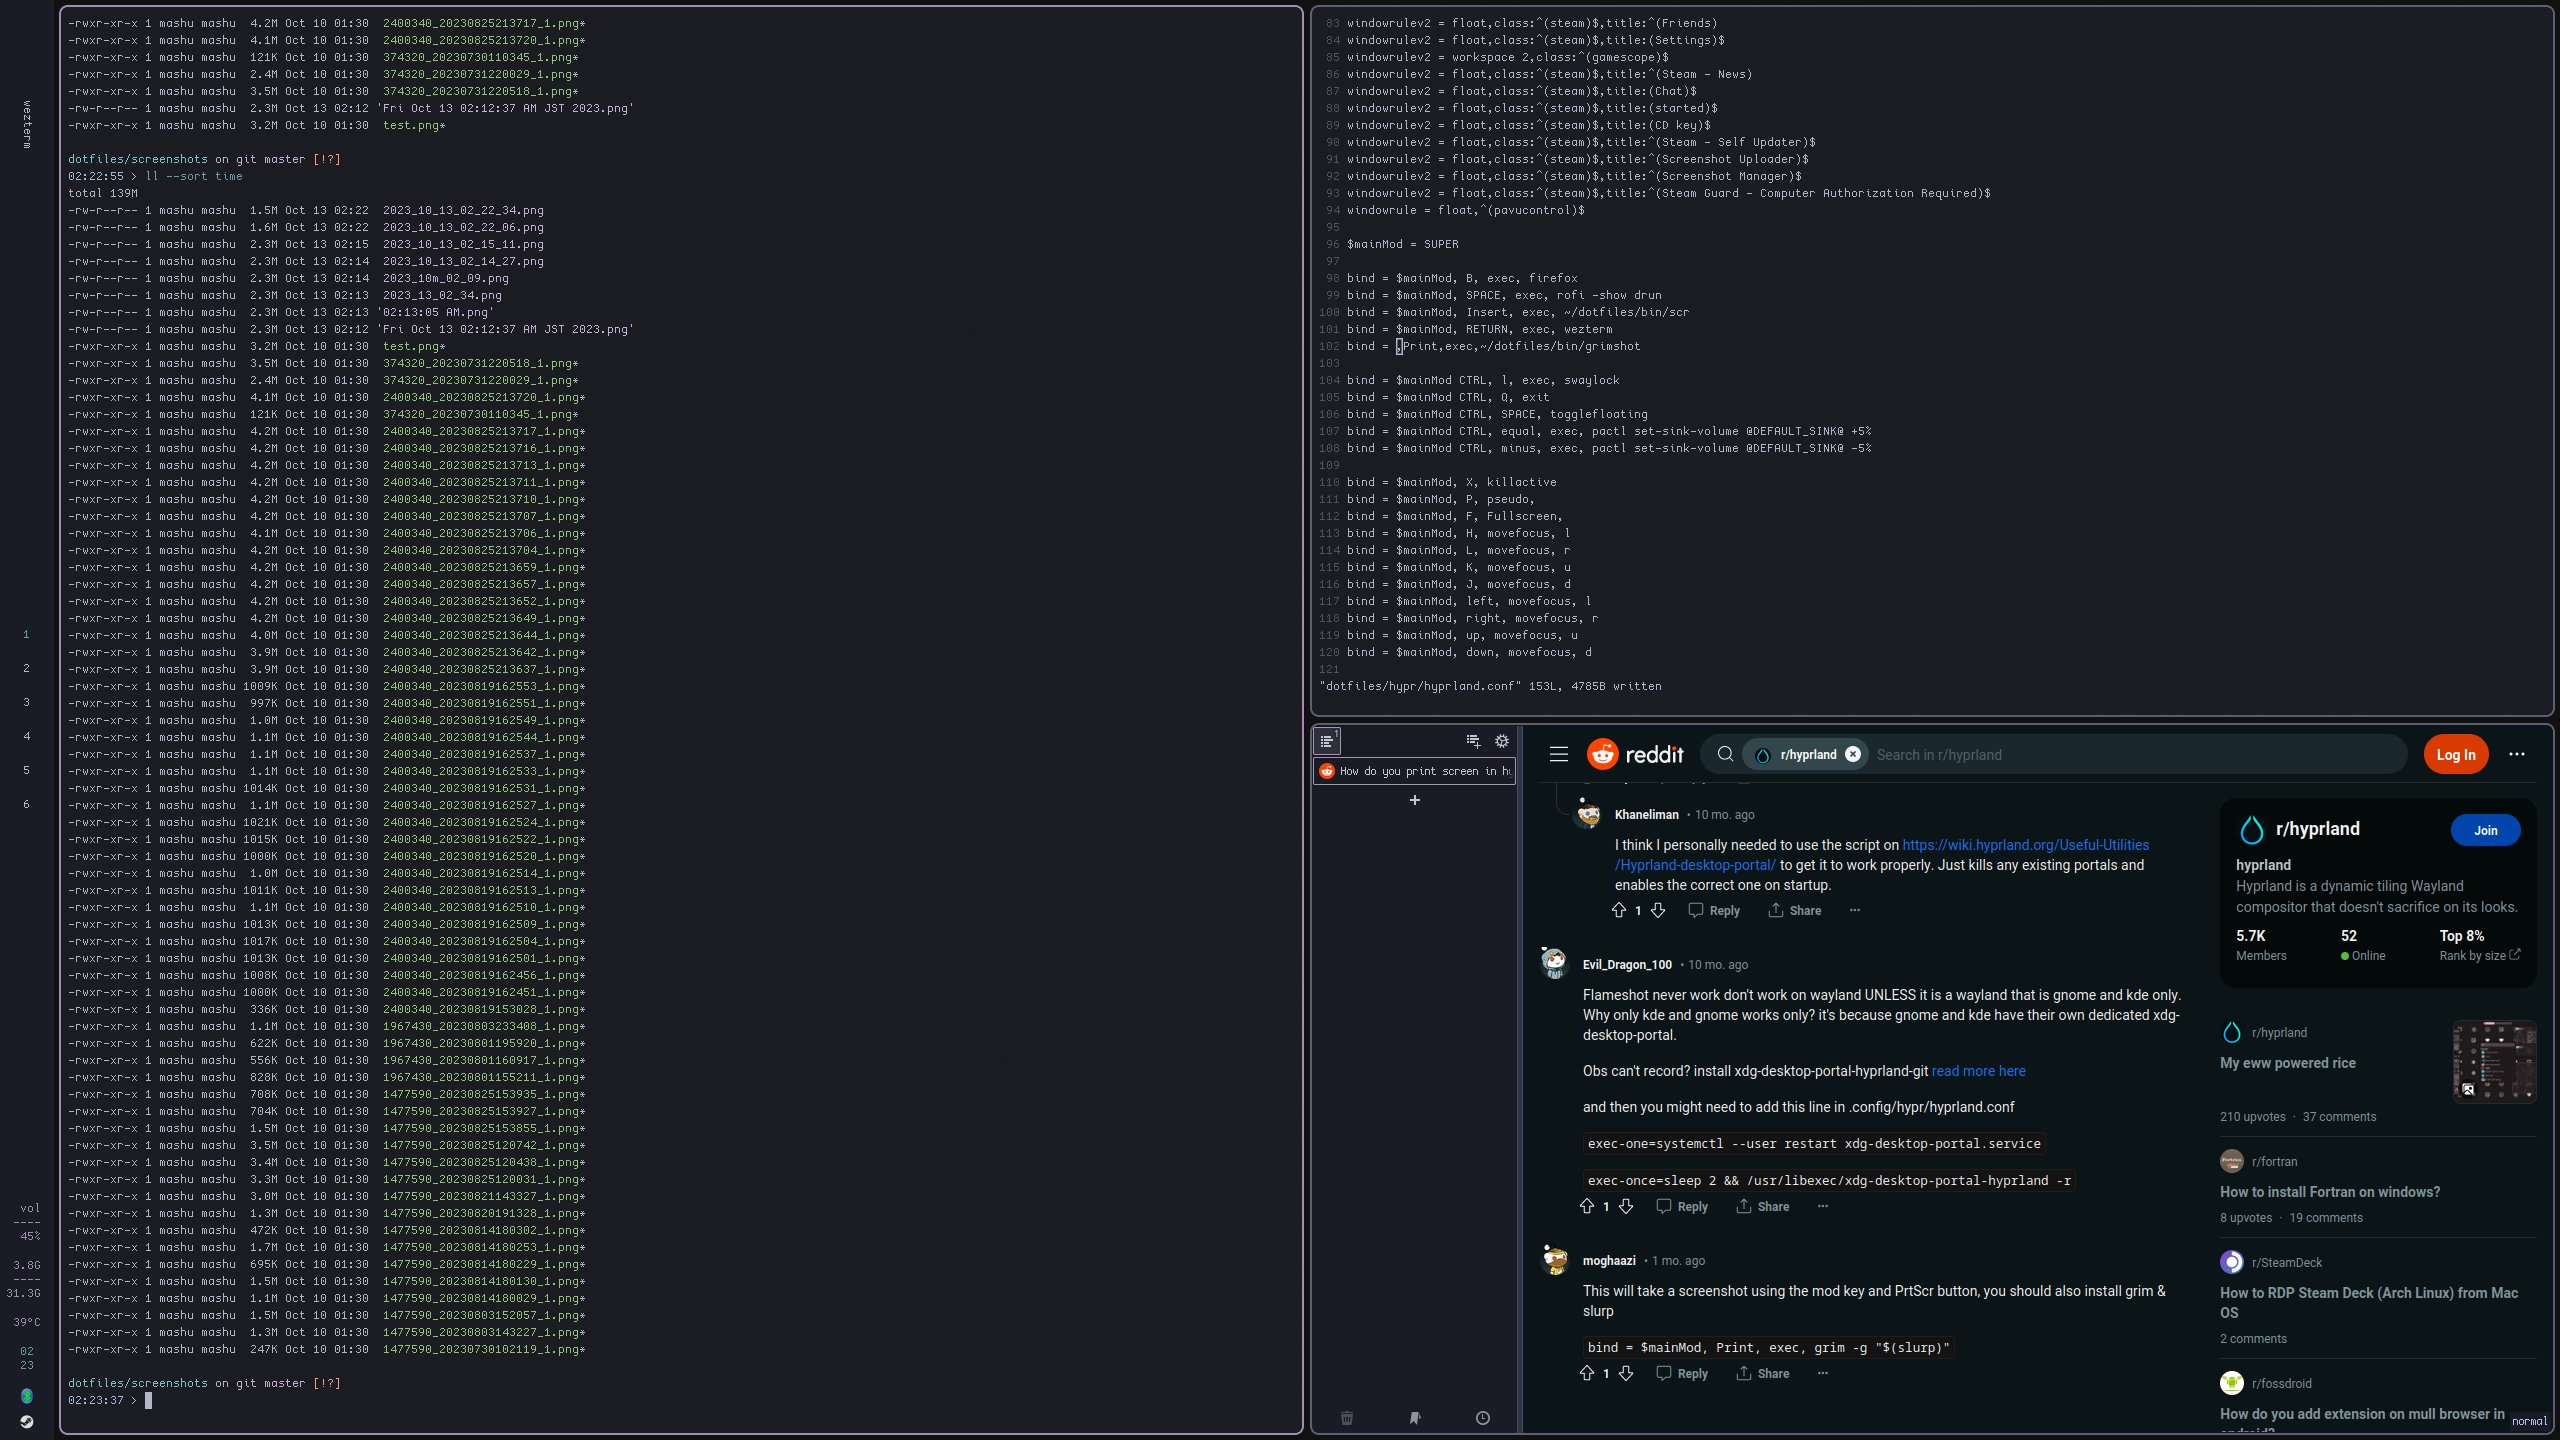 wezterm
1
2
3
4
5
6
vol
----
45%
3.8G
----
31.3G
39°C
02
23
-rwxr-xr-x 1 mashu mashu  4.2M Oct 10 01:30  2400340_20230825213717_1.png*
-rwxr-xr-x 1 mashu mashu  4.1M Oct 10 01:30  2400340_20230825213720_1.png*
-rwxr-xr-x 1 mashu mashu  121K Oct 10 01:30  374320_20230730110345_1.png*
-rwxr-xr-x 1 mashu mashu  2.4M Oct 10 01:30  374320_20230731220029_1.png*
-rwxr-xr-x 1 mashu mashu  3.5M Oct 10 01:30  374320_20230731220518_1.png*
-rw-r--r-- 1 mashu mashu  2.3M Oct 13 02:12 'Fri Oct 13 02:12:37 AM JST 2023.png'
-rwxr-xr-x 1 mashu mashu  3.2M Oct 10 01:30  test.png*
dotfiles/screenshots on git master [!?]
02:22:55 > ll --sort time
total 139M
-rw-r--r-- 1 mashu mashu  1.5M Oct 13 02:22  2023_10_13_02_22_34.png
-rw-r--r-- 1 mashu mashu  1.6M Oct 13 02:22  2023_10_13_02_22_06.png
-rw-r--r-- 1 mashu mashu  2.3M Oct 13 02:15  2023_10_13_02_15_11.png
-rw-r--r-- 1 mashu mashu  2.3M Oct 13 02:14  2023_10_13_02_14_27.png
-rw-r--r-- 1 mashu mashu  2.3M Oct 13 02:14  2023_10m_02_09.png
-rw-r--r-- 1 mashu mashu  2.3M Oct 13 02:13  2023_13_02_34.png
-rw-r--r-- 1 mashu mashu  2.3M Oct 13 02:13 '02:13:05 AM.png'
-rw-r--r-- 1 mashu mashu  2.3M Oct 13 02:12 'Fri Oct 13 02:12:37 AM JST 2023.png'
-rwxr-xr-x 1 mashu mashu  3.2M Oct 10 01:30  test.png*
-rwxr-xr-x 1 mashu mashu  3.5M Oct 10 01:30  374320_20230731220518_1.png*
-rwxr-xr-x 1 mashu mashu  2.4M Oct 10 01:30  374320_20230731220029_1.png*
-rwxr-xr-x 1 mashu mashu  4.1M Oct 10 01:30  2400340_20230825213720_1.png*
-rwxr-xr-x 1 mashu mashu  121K Oct 10 01:30  374320_20230730110345_1.png*
-rwxr-xr-x 1 mashu mashu  4.2M Oct 10 01:30  2400340_20230825213717_1.png*
-rwxr-xr-x 1 mashu mashu  4.2M Oct 10 01:30  2400340_20230825213716_1.png*
-rwxr-xr-x 1 mashu mashu  4.2M Oct 10 01:30  2400340_20230825213713_1.png*
-rwxr-xr-x 1 mashu mashu  4.2M Oct 10 01:30  2400340_20230825213711_1.png*
-rwxr-xr-x 1 mashu mashu  4.2M Oct 10 01:30  2400340_20230825213710_1.png*
-rwxr-xr-x 1 mashu mashu  4.2M Oct 10 01:30  2400340_20230825213707_1.png*
-rwxr-xr-x 1 mashu mashu  4.1M Oct 10 01:30  2400340_20230825213706_1.png*
-rwxr-xr-x 1 mashu mashu  4.2M Oct 10 01:30  2400340_20230825213704_1.png*
-rwxr-xr-x 1 mashu mashu  4.2M Oct 10 01:30  2400340_20230825213659_1.png*
-rwxr-xr-x 1 mashu mashu  4.2M Oct 10 01:30  2400340_20230825213657_1.png*
-rwxr-xr-x 1 mashu mashu  4.2M Oct 10 01:30  2400340_20230825213652_1.png*
-rwxr-xr-x 1 mashu mashu  4.2M Oct 10 01:30  2400340_20230825213649_1.png*
-rwxr-xr-x 1 mashu mashu  4.0M Oct 10 01:30  2400340_20230825213644_1.png*
-rwxr-xr-x 1 mashu mashu  3.9M Oct 10 01:30  2400340_20230825213642_1.png*
-rwxr-xr-x 1 mashu mashu  3.9M Oct 10 01:30  2400340_20230825213637_1.png*
-rwxr-xr-x 1 mashu mashu 1009K Oct 10 01:30  2400340_20230819162553_1.png*
-rwxr-xr-x 1 mashu mashu  997K Oct 10 01:30  2400340_20230819162551_1.png*
-rwxr-xr-x 1 mashu mashu  1.0M Oct 10 01:30  2400340_20230819162549_1.png*
-rwxr-xr-x 1 mashu mashu  1.1M Oct 10 01:30  2400340_20230819162544_1.png*
-rwxr-xr-x 1 mashu mashu  1.1M Oct 10 01:30  2400340_20230819162537_1.png*
-rwxr-xr-x 1 mashu mashu  1.1M Oct 10 01:30  2400340_20230819162533_1.png*
-rwxr-xr-x 1 mashu mashu 1014K Oct 10 01:30  2400340_20230819162531_1.png*
-rwxr-xr-x 1 mashu mashu  1.1M Oct 10 01:30  2400340_20230819162527_1.png*
-rwxr-xr-x 1 mashu mashu 1021K Oct 10 01:30  2400340_20230819162524_1.png*
-rwxr-xr-x 1 mashu mashu 1015K Oct 10 01:30  2400340_20230819162522_1.png*
-rwxr-xr-x 1 mashu mashu 1000K Oct 10 01:30  2400340_20230819162520_1.png*
-rwxr-xr-x 1 mashu mashu  1.0M Oct 10 01:30  2400340_20230819162514_1.png*
-rwxr-xr-x 1 mashu mashu 1011K Oct 10 01:30  2400340_20230819162513_1.png*
-rwxr-xr-x 1 mashu mashu  1.1M Oct 10 01:30  2400340_20230819162510_1.png*
-rwxr-xr-x 1 mashu mashu 1013K Oct 10 01:30  2400340_20230819162509_1.png*
-rwxr-xr-x 1 mashu mashu 1017K Oct 10 01:30  2400340_20230819162504_1.png*
-rwxr-xr-x 1 mashu mashu 1013K Oct 10 01:30  2400340_20230819162501_1.png*
-rwxr-xr-x 1 mashu mashu 1008K Oct 10 01:30  2400340_20230819162456_1.png*
-rwxr-xr-x 1 mashu mashu 1000K Oct 10 01:30  2400340_20230819162451_1.png*
-rwxr-xr-x 1 mashu mashu  336K Oct 10 01:30  2400340_20230819153028_1.png*
-rwxr-xr-x 1 mashu mashu  1.1M Oct 10 01:30  1967430_20230803233408_1.png*
-rwxr-xr-x 1 mashu mashu  622K Oct 10 01:30  1967430_20230801195920_1.png*
-rwxr-xr-x 1 mashu mashu  556K Oct 10 01:30  1967430_20230801160917_1.png*
-rwxr-xr-x 1 mashu mashu  828K Oct 10 01:30  1967430_20230801155211_1.png*
-rwxr-xr-x 1 mashu mashu  708K Oct 10 01:30  1477590_20230825153935_1.png*
-rwxr-xr-x 1 mashu mashu  704K Oct 10 01:30  1477590_20230825153927_1.png*
-rwxr-xr-x 1 mashu mashu  1.5M Oct 10 01:30  1477590_20230825153855_1.png*
-rwxr-xr-x 1 mashu mashu  3.5M Oct 10 01:30  1477590_20230825120742_1.png*
-rwxr-xr-x 1 mashu mashu  3.4M Oct 10 01:30  1477590_20230825120438_1.png*
-rwxr-xr-x 1 mashu mashu  3.3M Oct 10 01:30  1477590_20230825120031_1.png*
-rwxr-xr-x 1 mashu mashu  3.0M Oct 10 01:30  1477590_20230821143327_1.png*
-rwxr-xr-x 1 mashu mashu  1.3M Oct 10 01:30  1477590_20230820191328_1.png*
-rwxr-xr-x 1 mashu mashu  472K Oct 10 01:30  1477590_20230814180302_1.png*
-rwxr-xr-x 1 mashu mashu  1.7M Oct 10 01:30  1477590_20230814180253_1.png*
-rwxr-xr-x 1 mashu mashu  695K Oct 10 01:30  1477590_20230814180229_1.png*
-rwxr-xr-x 1 mashu mashu  1.5M Oct 10 01:30  1477590_20230814180130_1.png*
-rwxr-xr-x 1 mashu mashu  1.1M Oct 10 01:30  1477590_20230814180029_1.png*
-rwxr-xr-x 1 mashu mashu  1.5M Oct 10 01:30  1477590_20230803152057_1.png*
-rwxr-xr-x 1 mashu mashu  1.3M Oct 10 01:30  1477590_20230803143227_1.png*
-rwxr-xr-x 1 mashu mashu  247K Oct 10 01:30  1477590_20230730102119_1.png*
dotfiles/screenshots on git master [!?]
02:23:37 >
83 windowrulev2 = float,class:^(steam)$,title:^(Friends)
84 windowrulev2 = float,class:^(steam)$,title:(Settings)$
85 windowrulev2 = workspace 2,class:^(gamescope)$
86 windowrulev2 = float,class:^(steam)$,title:^(Steam - News)
87 windowrulev2 = float,class:^(steam)$,title:(Chat)$
88 windowrulev2 = float,class:^(steam)$,title:(started)$
89 windowrulev2 = float,class:^(steam)$,title:(CD key)$
90 windowrulev2 = float,class:^(steam)$,title:^(Steam - Self Updater)$
91 windowrulev2 = float,class:^(steam)$,title:^(Screenshot Uploader)$
92 windowrulev2 = float,class:^(steam)$,title:^(Screenshot Manager)$
93 windowrulev2 = float,class:^(steam)$,title:^(Steam Guard - Computer Authorization Required)$
94 windowrule = float,^(pavucontrol)$
95
96 $mainMod = SUPER
97
98 bind = $mainMod, B, exec, firefox
99 bind = $mainMod, SPACE, exec, rofi -show drun
100 bind = $mainMod, Insert, exec, ~/dotfiles/bin/scr
101 bind = $mainMod, RETURN, exec, wezterm
102 bind = ,Print,exec,~/dotfiles/bin/grimshot
103
104 bind = $mainMod CTRL, l, exec, swaylock
105 bind = $mainMod CTRL, Q, exit
106 bind = $mainMod CTRL, SPACE, togglefloating
107 bind = $mainMod CTRL, equal, exec, pactl set-sink-volume @DEFAULT_SINK@ +5%
108 bind = $mainMod CTRL, minus, exec, pactl set-sink-volume @DEFAULT_SINK@ -5%
109
110 bind = $mainMod, X, killactive
111 bind = $mainMod, P, pseudo,
112 bind = $mainMod, F, Fullscreen,
113 bind = $mainMod, H, movefocus, l
114 bind = $mainMod, L, movefocus, r
115 bind = $mainMod, K, movefocus, u
116 bind = $mainMod, J, movefocus, d
117 bind = $mainMod, left, movefocus, l
118 bind = $mainMod, right, movefocus, r
119 bind = $mainMod, up, movefocus, u
120 bind = $mainMod, down, movefocus, d
121
"dotfiles/hypr/hyprland.conf" 153L, 4785B written
1
How do you print screen in hy
+
reddit
r/hyprland
Search in r/hyprland
Log In
Khaneliman • 10 mo. ago
I think I personally needed to use the script on https://wiki.hyprland.org/Useful-Utilities
/Hyprland-desktop-portal/ to get it to work properly. Just kills any existing portals and
enables the correct one on startup.
1 Reply Share
Evil_Dragon_100 • 10 mo. ago
Flameshot never work don't work on wayland UNLESS it is a wayland that is gnome and kde only.
Why only kde and gnome works only? it's because gnome and kde have their own dedicated xdg-
desktop-portal.
Obs can't record? install xdg-desktop-portal-hyprland-git read more here
and then you might need to add this line in .config/hypr/hyprland.conf
exec-one=systemctl --user restart xdg-desktop-portal.service
exec-once=sleep 2 && /usr/libexec/xdg-desktop-portal-hyprland -r
1 Reply Share
moghaazi • 1 mo. ago
This will take a screenshot using the mod key and PrtScr button, you should also install grim &
slurp
bind = $mainMod, Print, exec, grim -g "$(slurp)"
1 Reply Share
r/hyprland
Join
hyprland
Hyprland is a dynamic tiling Wayland
compositor that doesn't sacrifice on its looks.
5.7K 52 Top 8%
Members Online Rank by size
r/hyprland
My eww powered rice
210 upvotes · 37 comments
r/fortran
How to install Fortran on windows?
8 upvotes · 19 comments
r/SteamDeck
How to RDP Steam Deck (Arch Linux) from Mac
OS
2 comments
r/fossdroid
How do you add extension on mull browser in
android?
normal